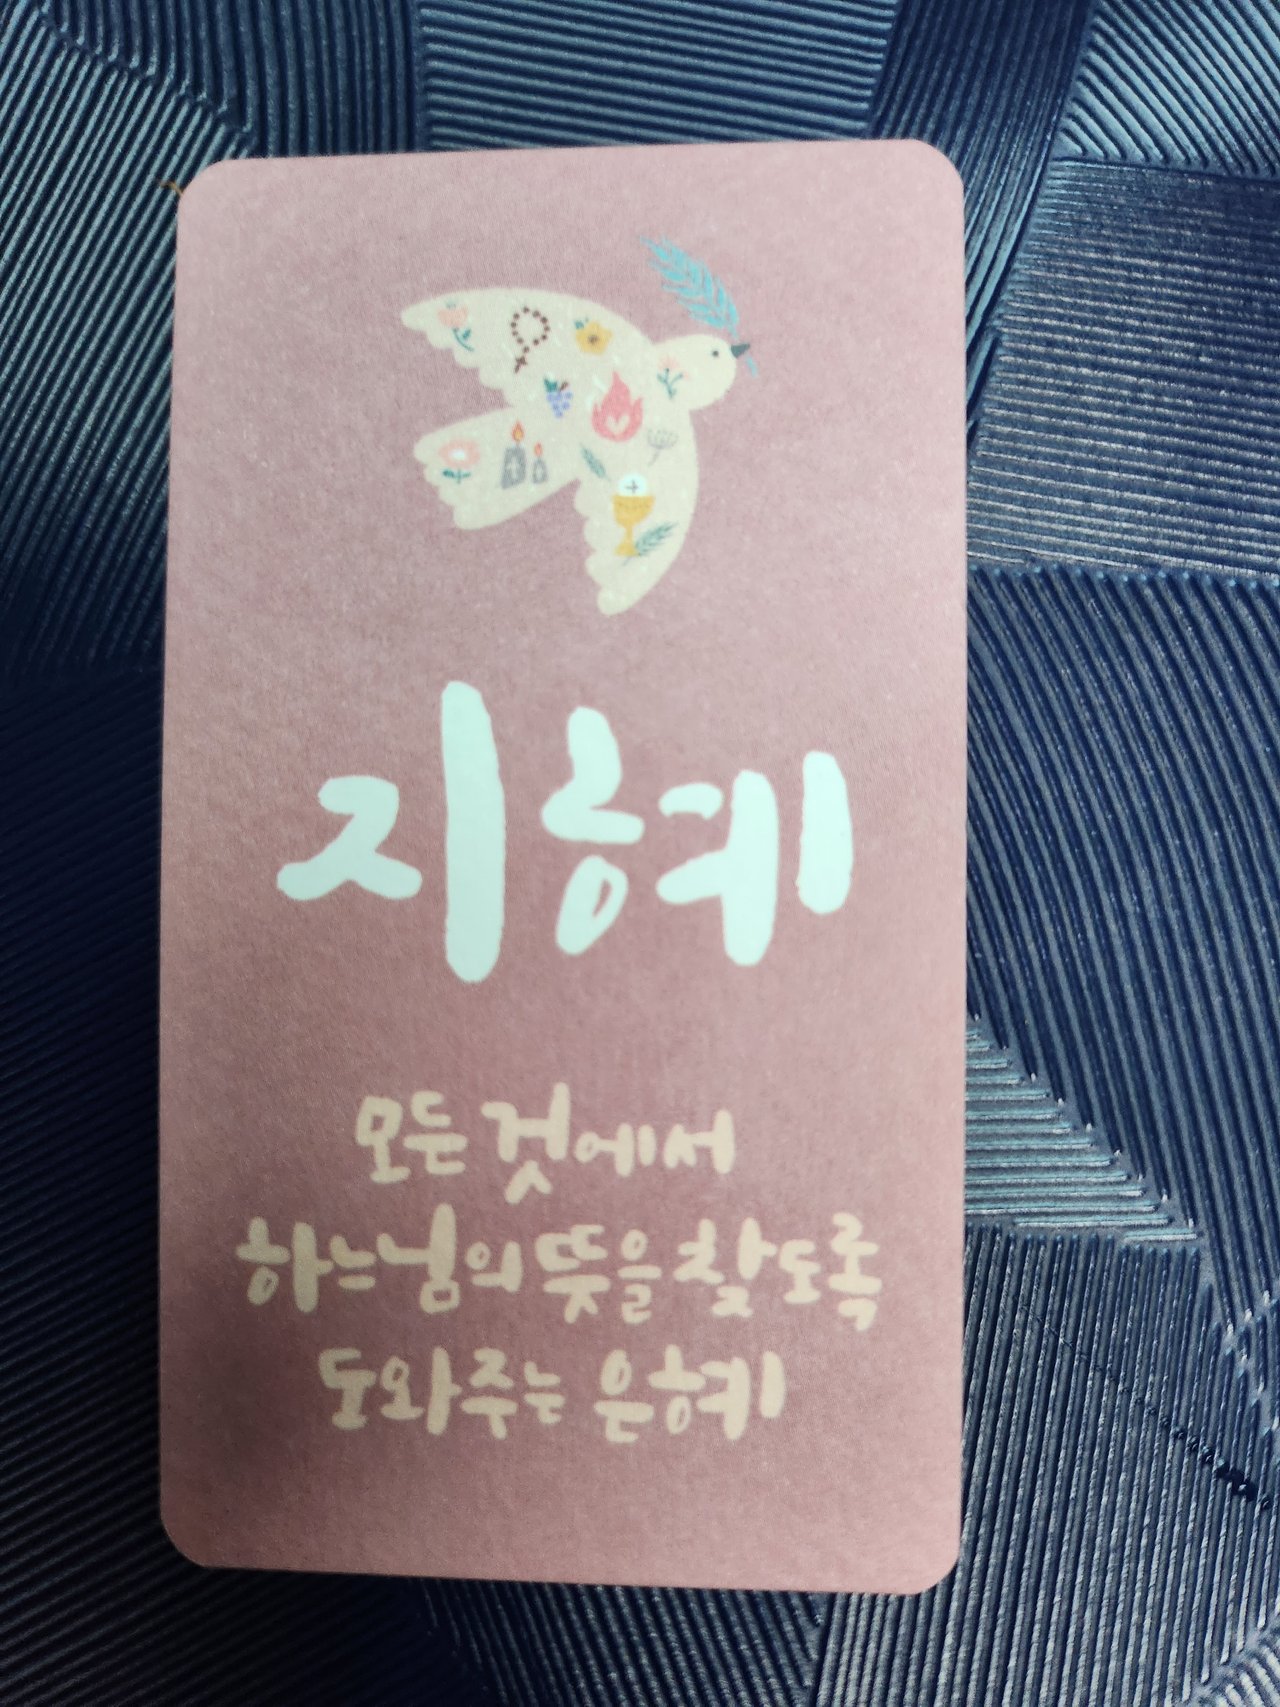 지혜
모든 것에서
하느님의 뜻을 찾도록
도와주는 은혜